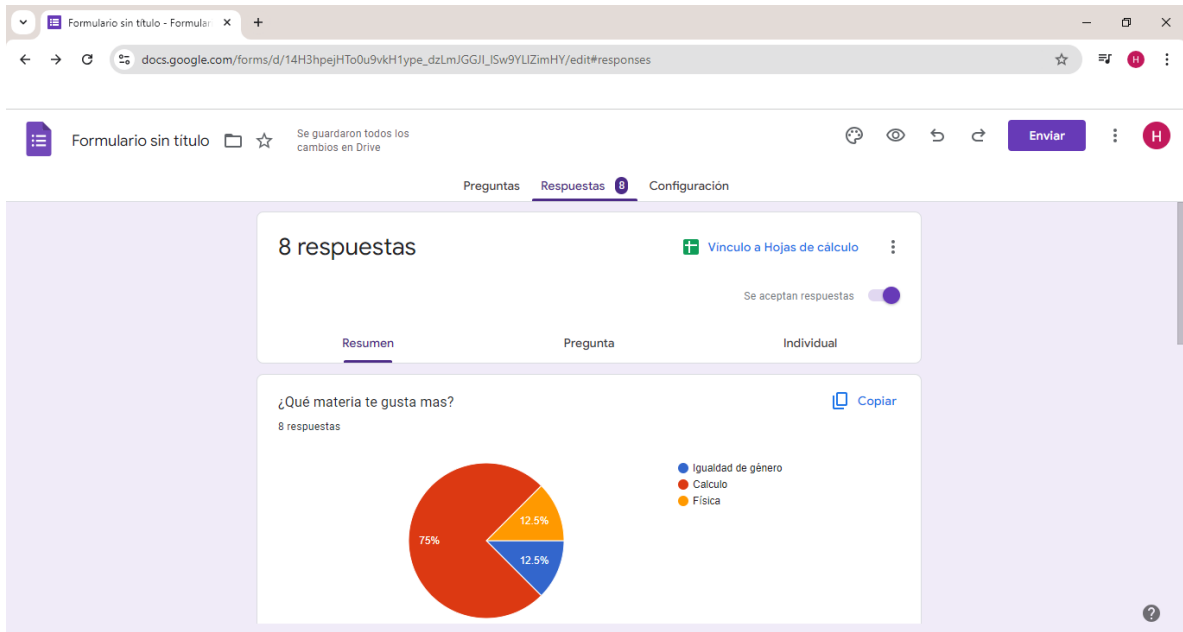 Formulario sin título - Formular
docs.google.com/forms/d/14H3hpejHTo0u9vkH1ype_dzLmJGGJI_ISw9YLIZimHY/edit#responses
H
Formulario sin título
Se guardaron todos los
cambios en Drive
Enviar
H
Preguntas Respuestas 8 Configuración
8 respuestas
Vínculo a Hojas de cálculo
Se aceptan respuestas
Resumen Pregunta Individual
¿Qué materia te gusta mas?
Copiar
8 respuestas
Igualdad de género
Calculo
Física
12.5%
75%
12.5%